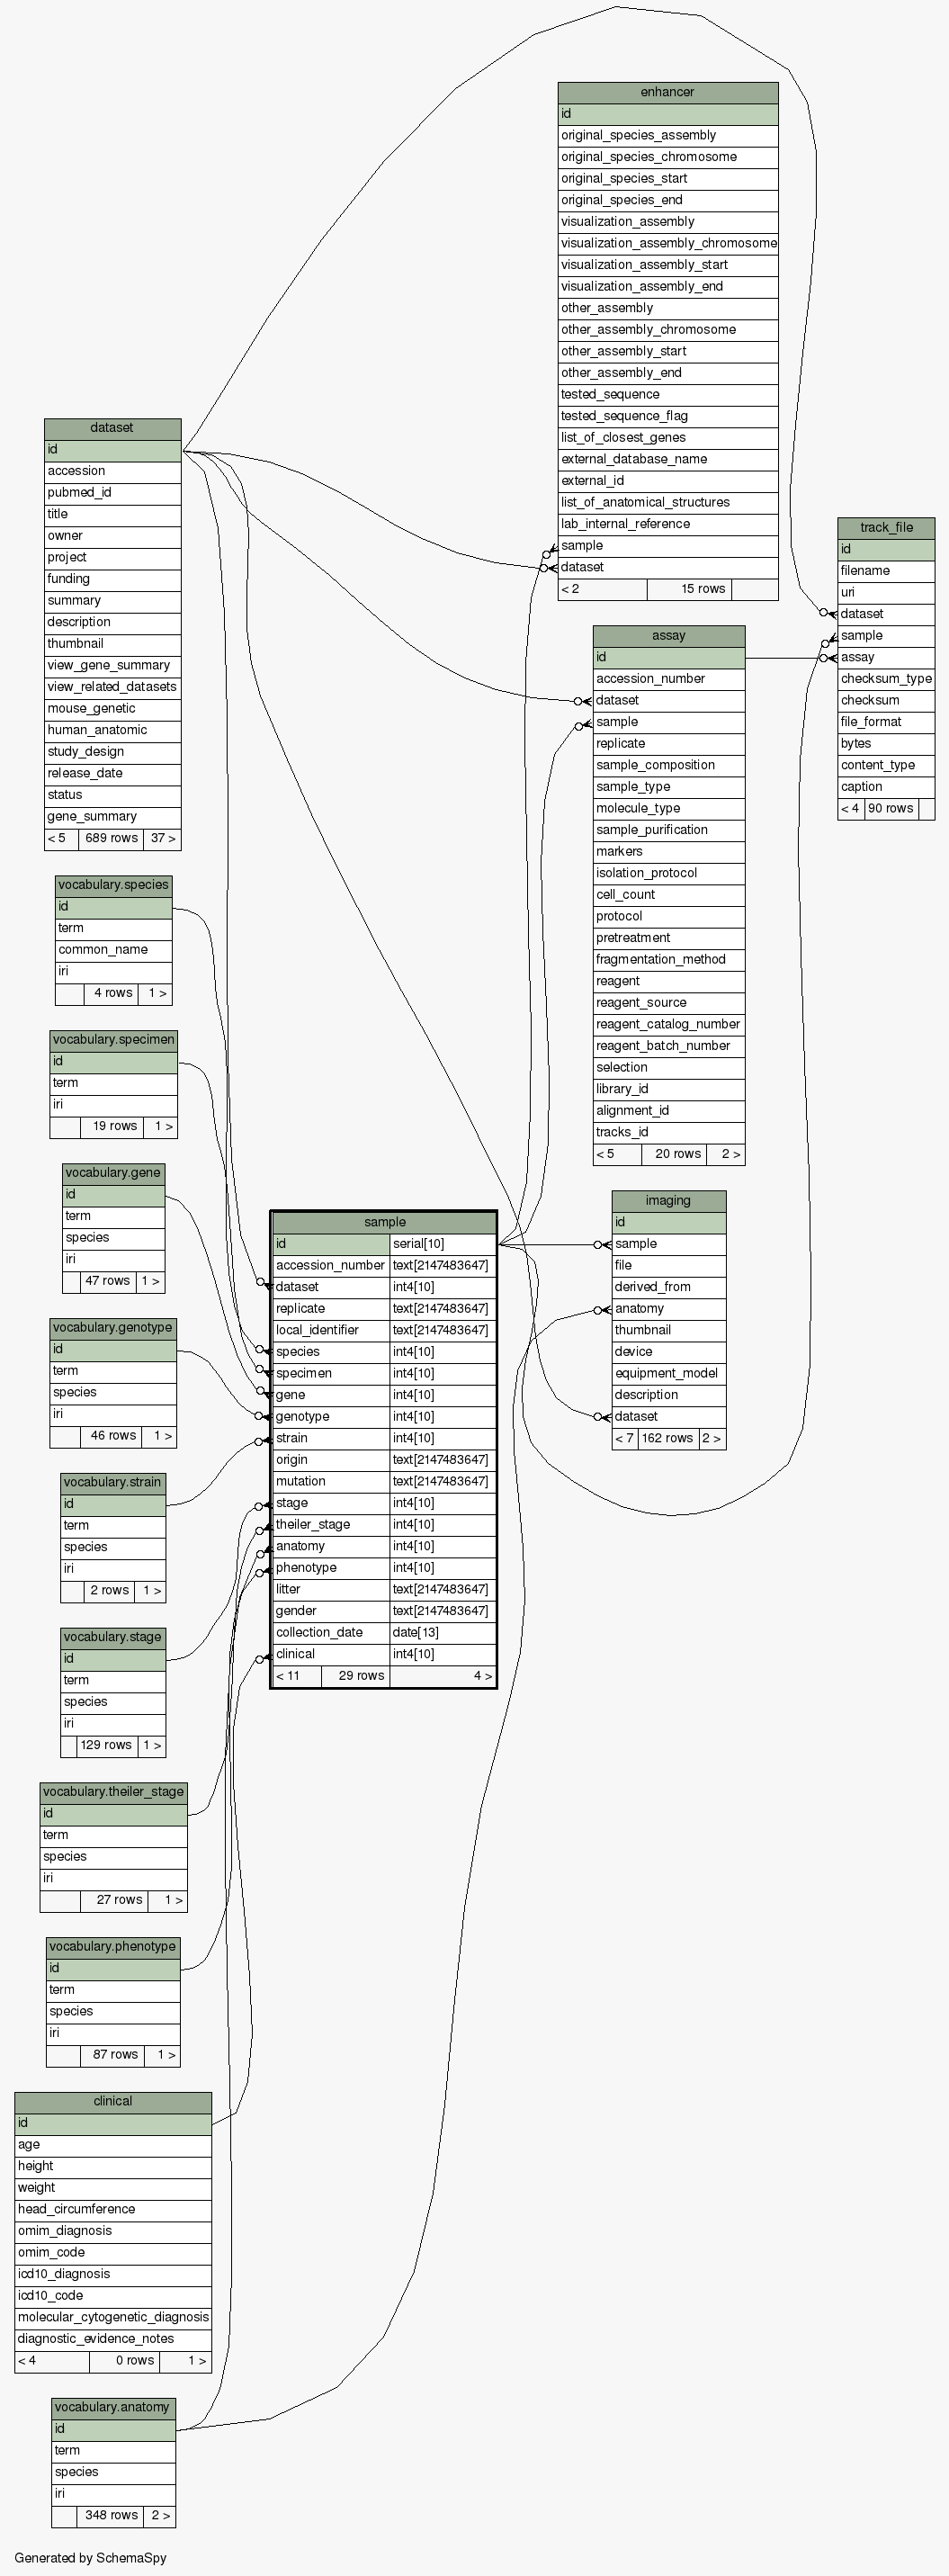 enhancer
id
original_species_assembly
original_species_chromosome
original_species_start
original_species_end
visualization_assembly
visualization_assembly_chromosome
visualization_assembly_start
visualization_assembly_end
other_assembly
other_assembly_chromosome
other_assembly_start
other_assembly_end
tested_sequence
tested_sequence_flag
list_of_closest_genes
external_database_name
external_id
list_of_anatomical_structures
lab_internal_reference
sample
dataset
< 2 15 rows
dataset
id
accession
pubmed_id
title
owner
project
funding
summary
description
thumbnail
view_gene_summary
view_related_datasets
mouse_genetic
human_anatomic
study_design
release_date
status
gene_summary
< 5 689 rows 37 >
track_file
id
filename
uri
dataset
sample
assay
checksum_type
checksum
file_format
bytes
content_type
caption
< 4 90 rows
assay
id
accession_number
dataset
sample
replicate
sample_composition
sample_type
molecule_type
sample_purification
markers
isolation_protocol
cell_count
protocol
pretreatment
fragmentation_method
reagent
reagent_source
reagent_catalog_number
reagent_batch_number
selection
library_id
alignment_id
tracks_id
< 5 20 rows 2 >
vocabulary.species
id
term
common_name
iri
4 rows 1 >
vocabulary.specimen
id
term
iri
19 rows 1 >
vocabulary.gene
id
term
species
iri
47 rows 1 >
imaging
id
sample
file
derived_from
anatomy
thumbnail
device
equipment_model
description
dataset
< 7 162 rows 2 >
sample
id serial[10]
accession_number text[2147483647]
dataset int4[10]
replicate text[2147483647]
local_identifier text[2147483647]
species int4[10]
specimen int4[10]
gene int4[10]
genotype int4[10]
strain int4[10]
origin text[2147483647]
mutation text[2147483647]
stage int4[10]
theiler_stage int4[10]
anatomy int4[10]
phenotype int4[10]
litter text[2147483647]
gender text[2147483647]
collection_date date[13]
clinical int4[10]
< 11 29 rows 4 >
vocabulary.genotype
id
term
species
iri
46 rows 1 >
vocabulary.strain
id
term
species
iri
2 rows 1 >
vocabulary.stage
id
term
species
iri
129 rows 1 >
vocabulary.theiler_stage
id
term
species
iri
27 rows 1 >
vocabulary.phenotype
id
term
species
iri
87 rows 1 >
clinical
id
age
height
weight
head_circumference
omim_diagnosis
omim_code
icd10_diagnosis
icd10_code
molecular_cytogenetic_diagnosis
diagnostic_evidence_notes
< 4 0 rows 1 >
vocabulary.anatomy
id
term
species
iri
348 rows 2 >
Generated by SchemaSpy